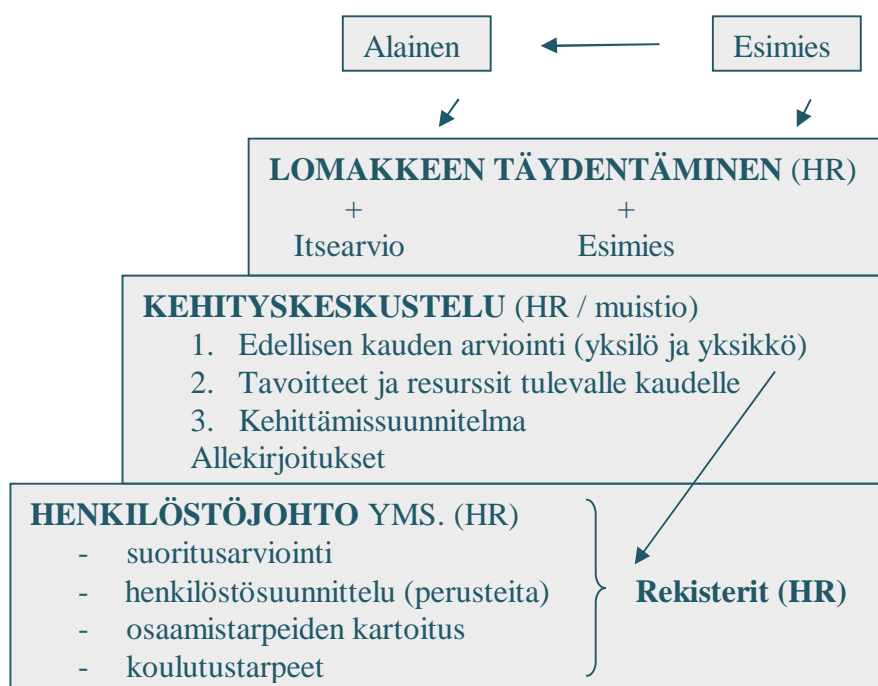 Alainen
Esimies
LOMAKKEEN TÄYDENTÄMINEN (HR)
+ +
Itsearvio Esimies
KEHITYSKESKUSTELU (HR / muistio)
1. Edellisen kauden arviointi (yksilö ja yksikkö)
2. Tavoitteet ja resurssit tulevalle kaudelle
3. Kehittämissuunnitelma
Allekirjoitukset
HENKILÖSTÖJOHTO YMS. (HR)
- suoritusarviointi
- henkilöstösuunnittelu (perusteita)
- osaamistarpeiden kartoitus
- koulutustarpeet
Rekisterit (HR)